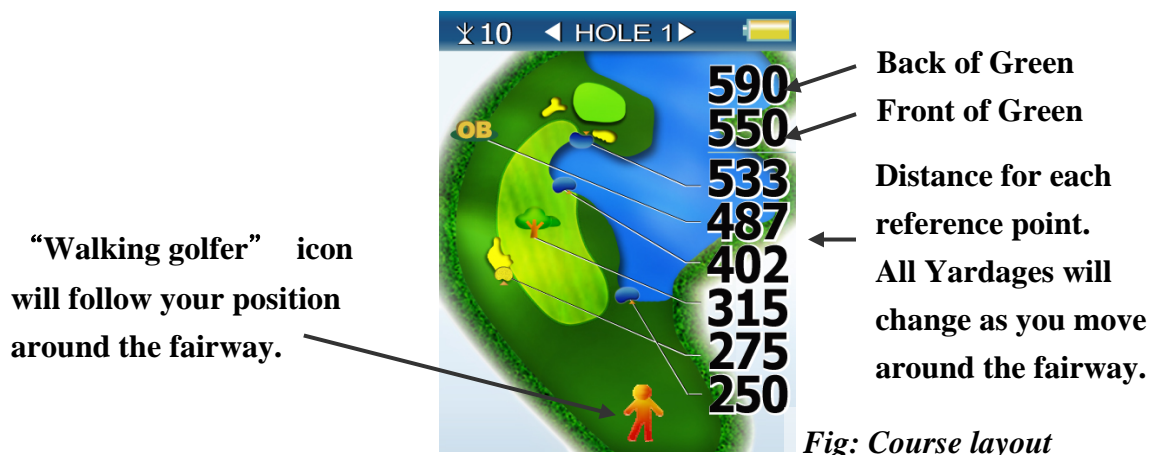 10 ◀ HOLE 1▶
590
550
OB
533
487
402
315
275
250
Back of Green
Front of Green
Distance for each
reference point.
All Yardages will
change as you move
around the fairway.
“Walking golfer” icon
will follow your position
around the fairway.
Fig: Course layout